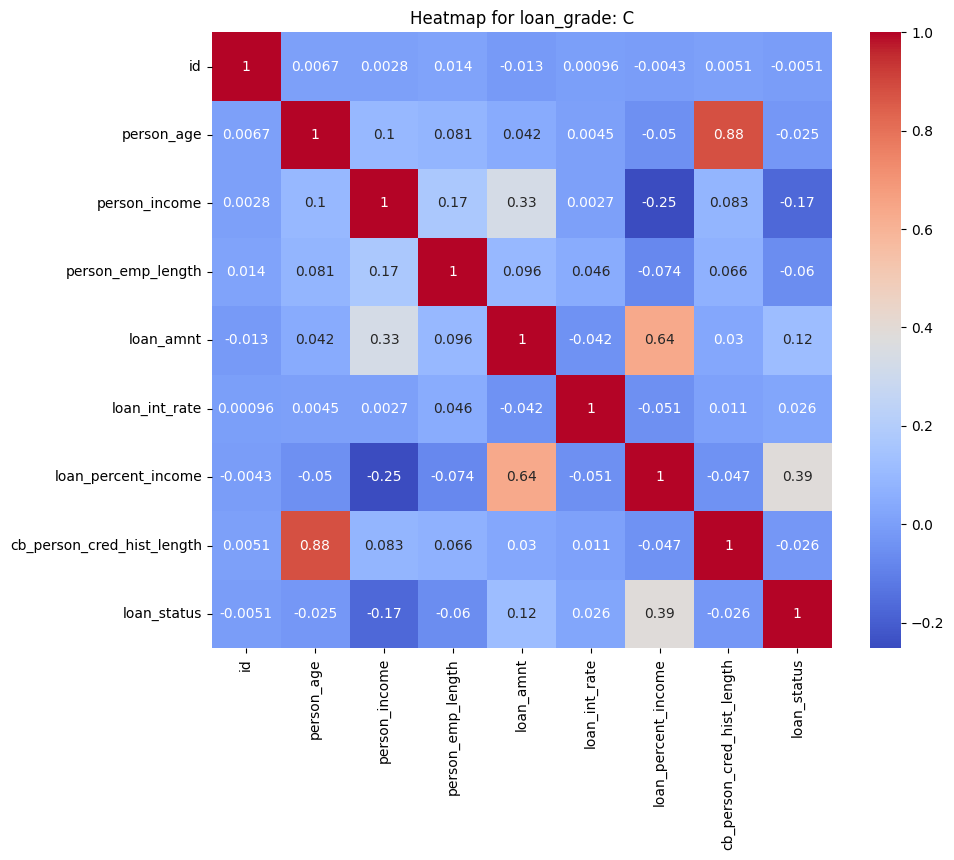 Heatmap for loan_grade: C
id 1 0.0067 0.0028 0.014 -0.013 0.00096 -0.0043 0.0051 -0.0051
person_age 0.0067 1 0.1 0.081 0.042 0.0045 -0.05 0.88 -0.025
person_income 0.0028 0.1 1 0.17 0.33 0.0027 -0.25 0.083 -0.17
person_emp_length 0.014 0.081 0.17 1 0.096 0.046 -0.074 0.066 -0.06
loan_amnt -0.013 0.042 0.33 0.096 1 -0.042 0.64 0.03 0.12
loan_int_rate 0.00096 0.0045 0.0027 0.046 -0.042 1 -0.051 0.011 0.026
loan_percent_income -0.0043 -0.05 -0.25 -0.074 0.64 -0.051 1 -0.047 0.39
cb_person_cred_hist_length 0.0051 0.88 0.083 0.066 0.03 0.011 -0.047 1 -0.026
loan_status -0.0051 -0.025 -0.17 -0.06 0.12 0.026 0.39 -0.026 1
id
person_age
person_income
person_emp_length
loan_amnt
loan_int_rate
loan_percent_income
cb_person_cred_hist_length
loan_status
1.0
0.8
0.6
0.4
0.2
0.0
−0.2